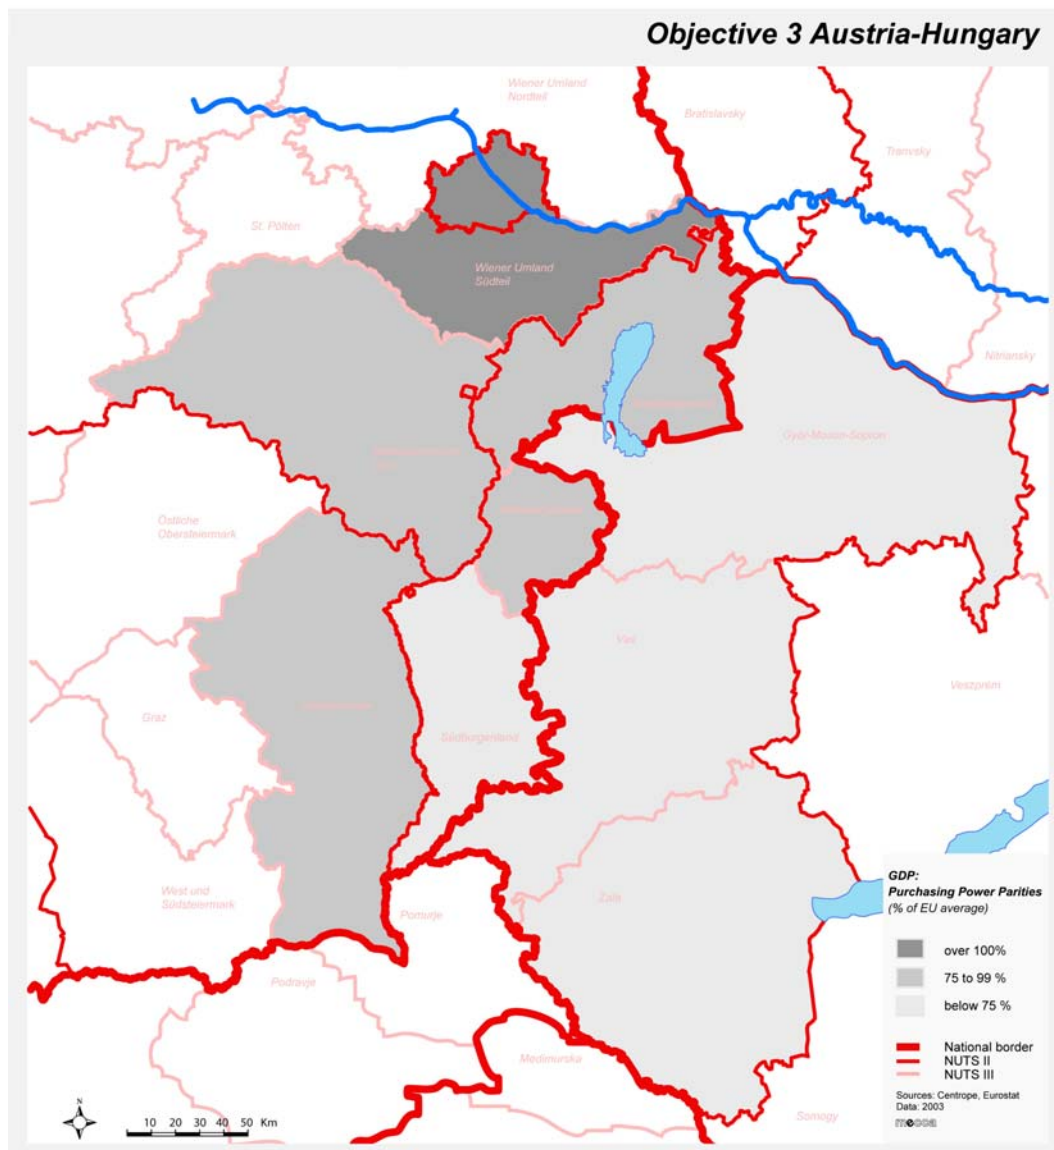 Objective 3 Austria-Hungary
Wiener Umland
Nordteil
Bratislavsky
Trnavsky
St. Pölten
Wiener Umland
Südteil
Nitriansky
Győr-Moson-Sopron
Östliche
Obersteiermark
Vas
Veszprém
Graz
Südburgenland
West und
Südsteiermark
Pomurje
Zala
Podravje
Medimurska
Somogy
GDP:
Purchasing Power Parities
(% of EU average)
over 100%
75 to 99 %
below 75 %
National border
NUTS II
NUTS III
Sources: Centrope, Eurostat
Data: 2003
mecca
N
10 20 30 40 50 Km